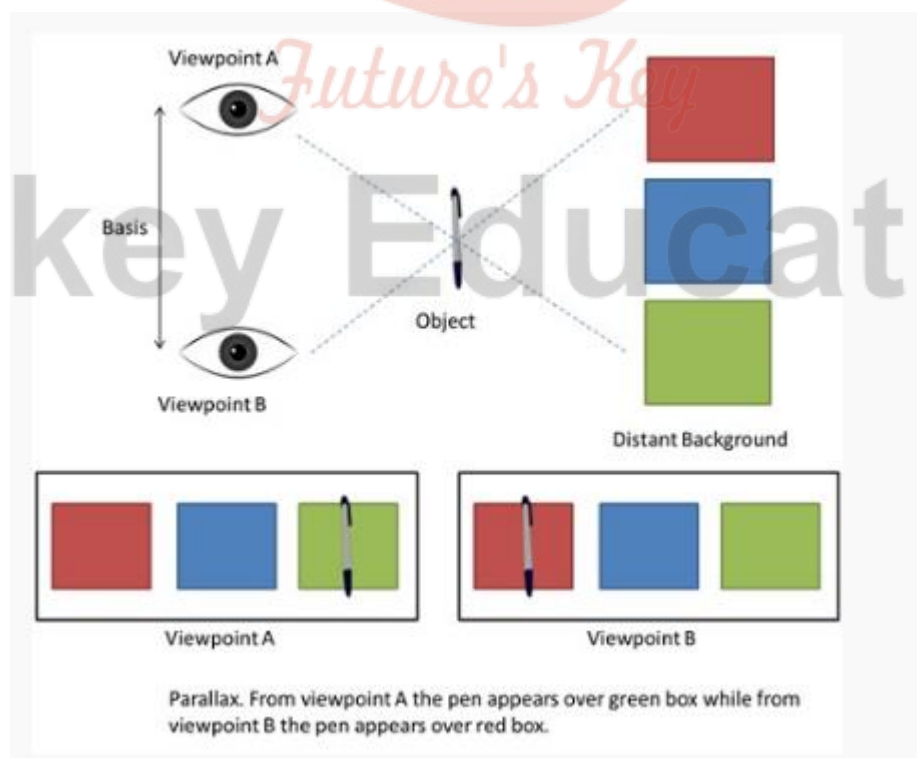 Future's Key
Viewpoint A
key Educat
Basis
Object
Viewpoint B
Distant Background
Viewpoint A
Viewpoint B
Parallax. From viewpoint A the pen appears over green box while from
viewpoint B the pen appears over red box.